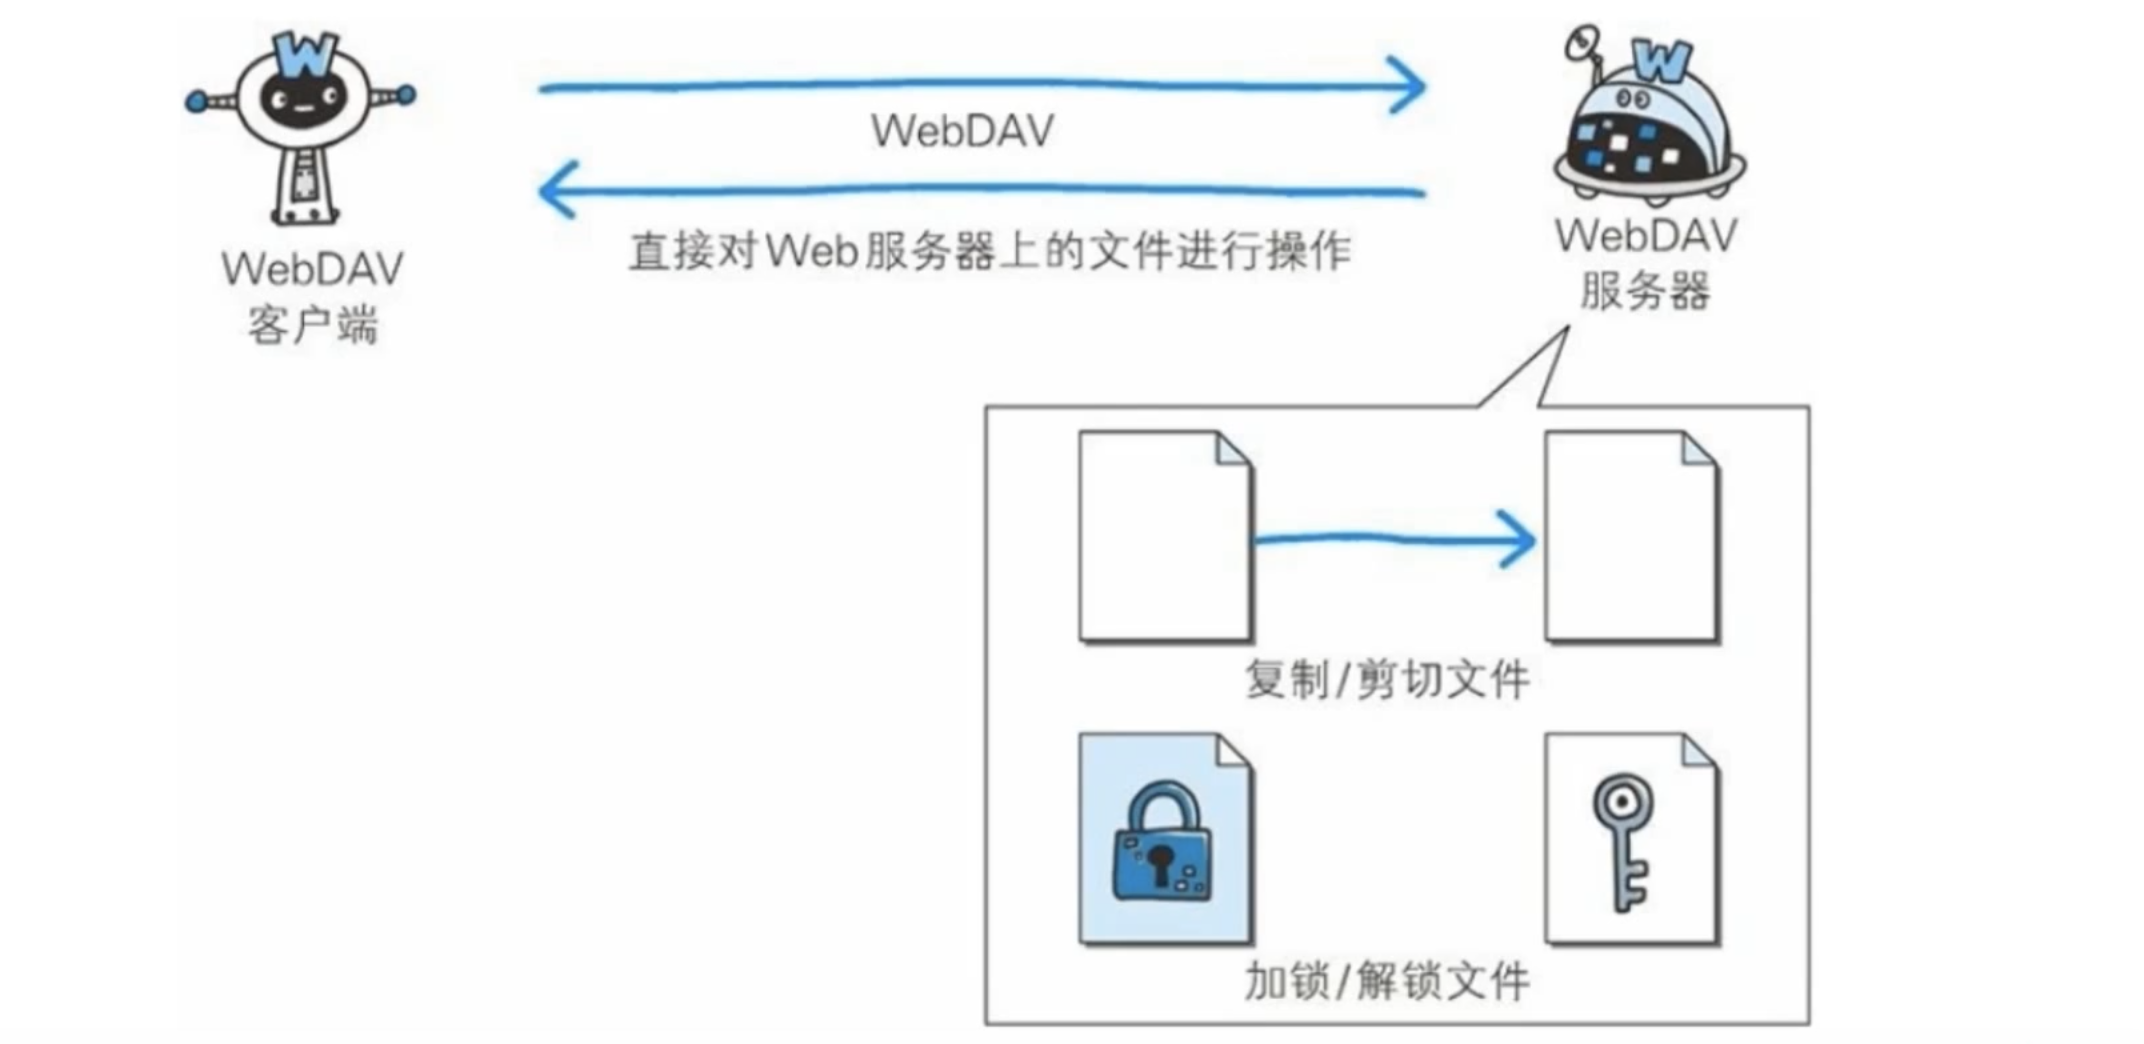 W
W
WebDAV
直接对Web服务器上的文件进行操作
WebDAV
客户端
WebDAV
服务器
复制/剪切文件
加锁/解锁文件